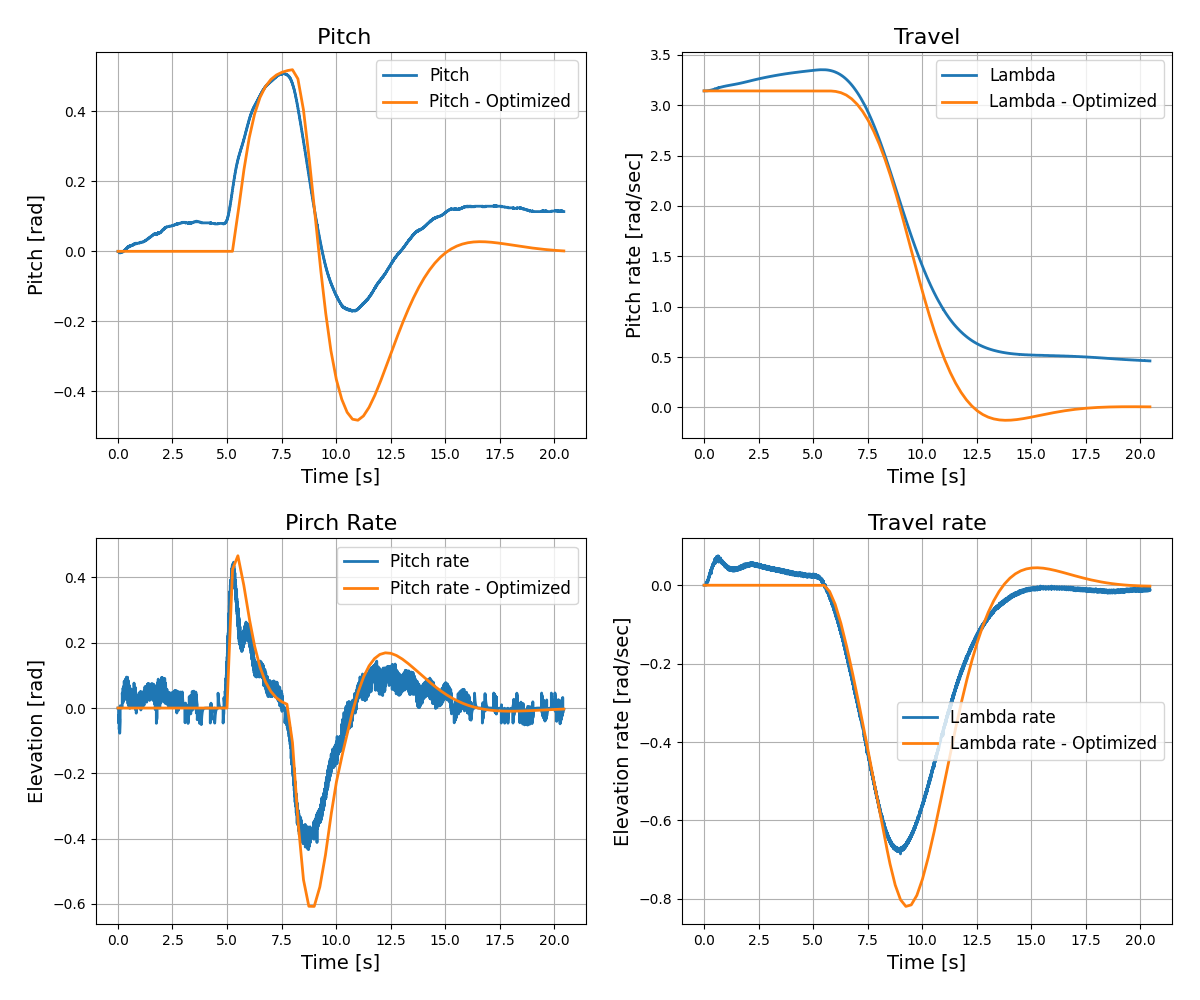 Pitch
Pitch
Pitch - Optimized
Pitch [rad]
0.4
0.2
0.0
−0.2
−0.4
0.0 2.5 5.0 7.5 10.0 12.5 15.0 17.5 20.0
Time [s]
Travel
Lambda
Lambda - Optimized
Pitch rate [rad/sec]
3.5
3.0
2.5
2.0
1.5
1.0
0.5
0.0
0.0 2.5 5.0 7.5 10.0 12.5 15.0 17.5 20.0
Time [s]
Pirch Rate
Pitch rate
Pitch rate - Optimized
Elevation [rad]
0.4
0.2
0.0
−0.2
−0.4
−0.6
0.0 2.5 5.0 7.5 10.0 12.5 15.0 17.5 20.0
Time [s]
Travel rate
Lambda rate
Lambda rate - Optimized
Elevation rate [rad/sec]
0.0
−0.2
−0.4
−0.6
−0.8
0.0 2.5 5.0 7.5 10.0 12.5 15.0 17.5 20.0
Time [s]